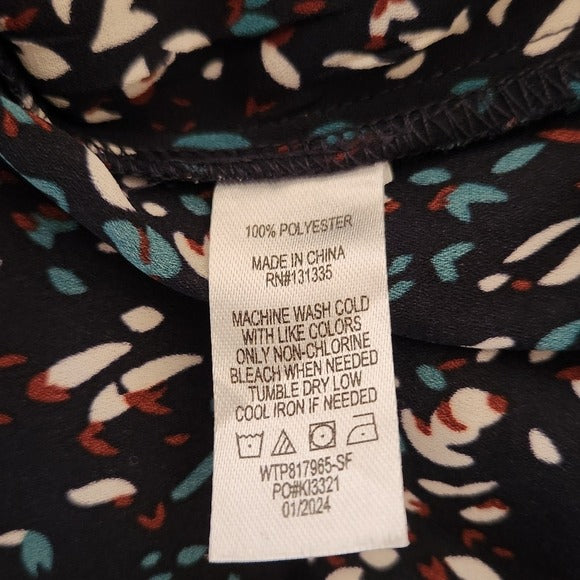 100% POLYESTER
MADE IN CHINA
RN#131335
MACHINE WASH COLD
WITH LIKE COLORS
ONLY NON-CHLORINE
BLEACH WHEN NEEDED
TUMBLE DRY LOW
COOL IRON IF NEEDED
WTP817965-SF
PO#KI3321
01/2024